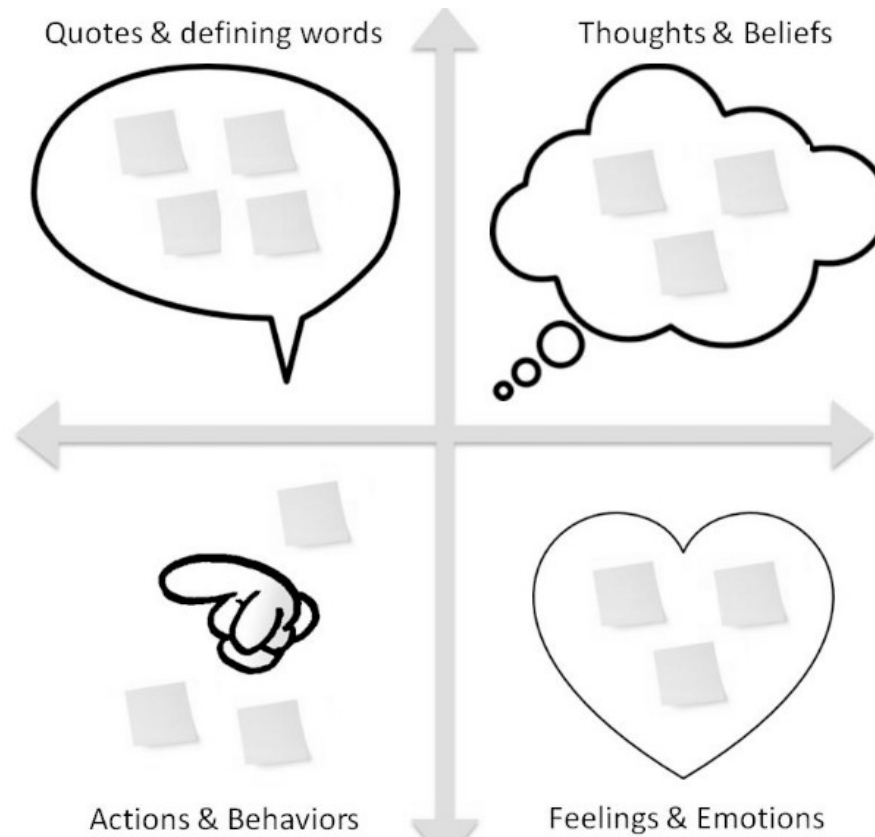 Quotes & defining words
Thoughts & Beliefs
Actions & Behaviors
Feelings & Emotions